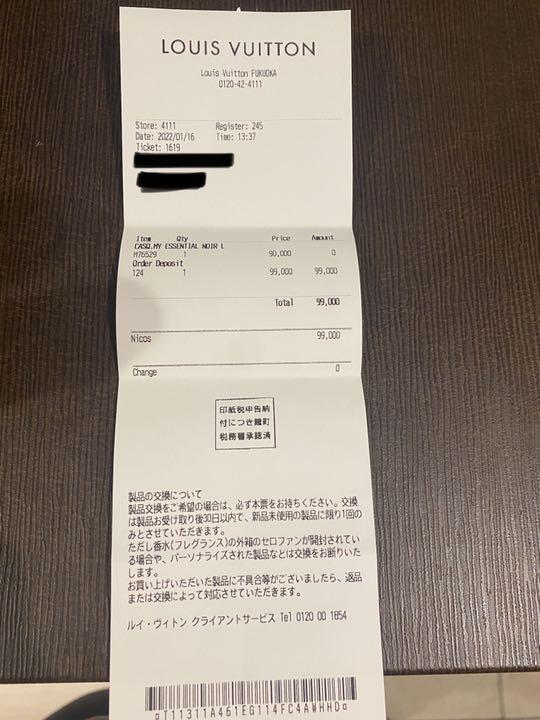 LOUIS VUITTON
Louis Vuitton FUKUOKA
0120-42-4111
Store: 4111 Register: 245
Date: 2022/01/16 Time: 13:37
Ticket: 1619
Item Qty Price Amount
CASQ.MY ESSENTIAL NOIR L
M76529 1 90,000 0
Order Deposit
124 1 99,000 99,000
Total 99,000
Nicos 99,000
Change 0
印紙税申告納
付につき麹町
税務署承認済
製品の交換について
製品交換をご希望の場合は、必ず本票をお持ちください。交換
は製品お受け取り後30日以内で、新品未使用の製品に限り1回の
みとさせていただきます。
ただし香水(フレグランス)の外箱のセロファンが開封されてい
る場合や、パーソナライズされた製品などは交換をお断りいた
します。
お買い上げいただいた製品に不具合等がございましたら、返品
または交換によって対応させていただきます。
ルイ・ヴィトン クライアントサービス Tel 0120 00 1854
¤T11311A461EG114FC4AWHHD¤